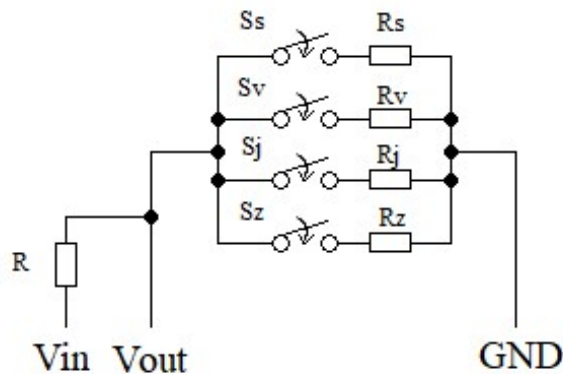 Ss Rs
Sv Rv
Sj Rj
Sz Rz
R
Vin Vout GND